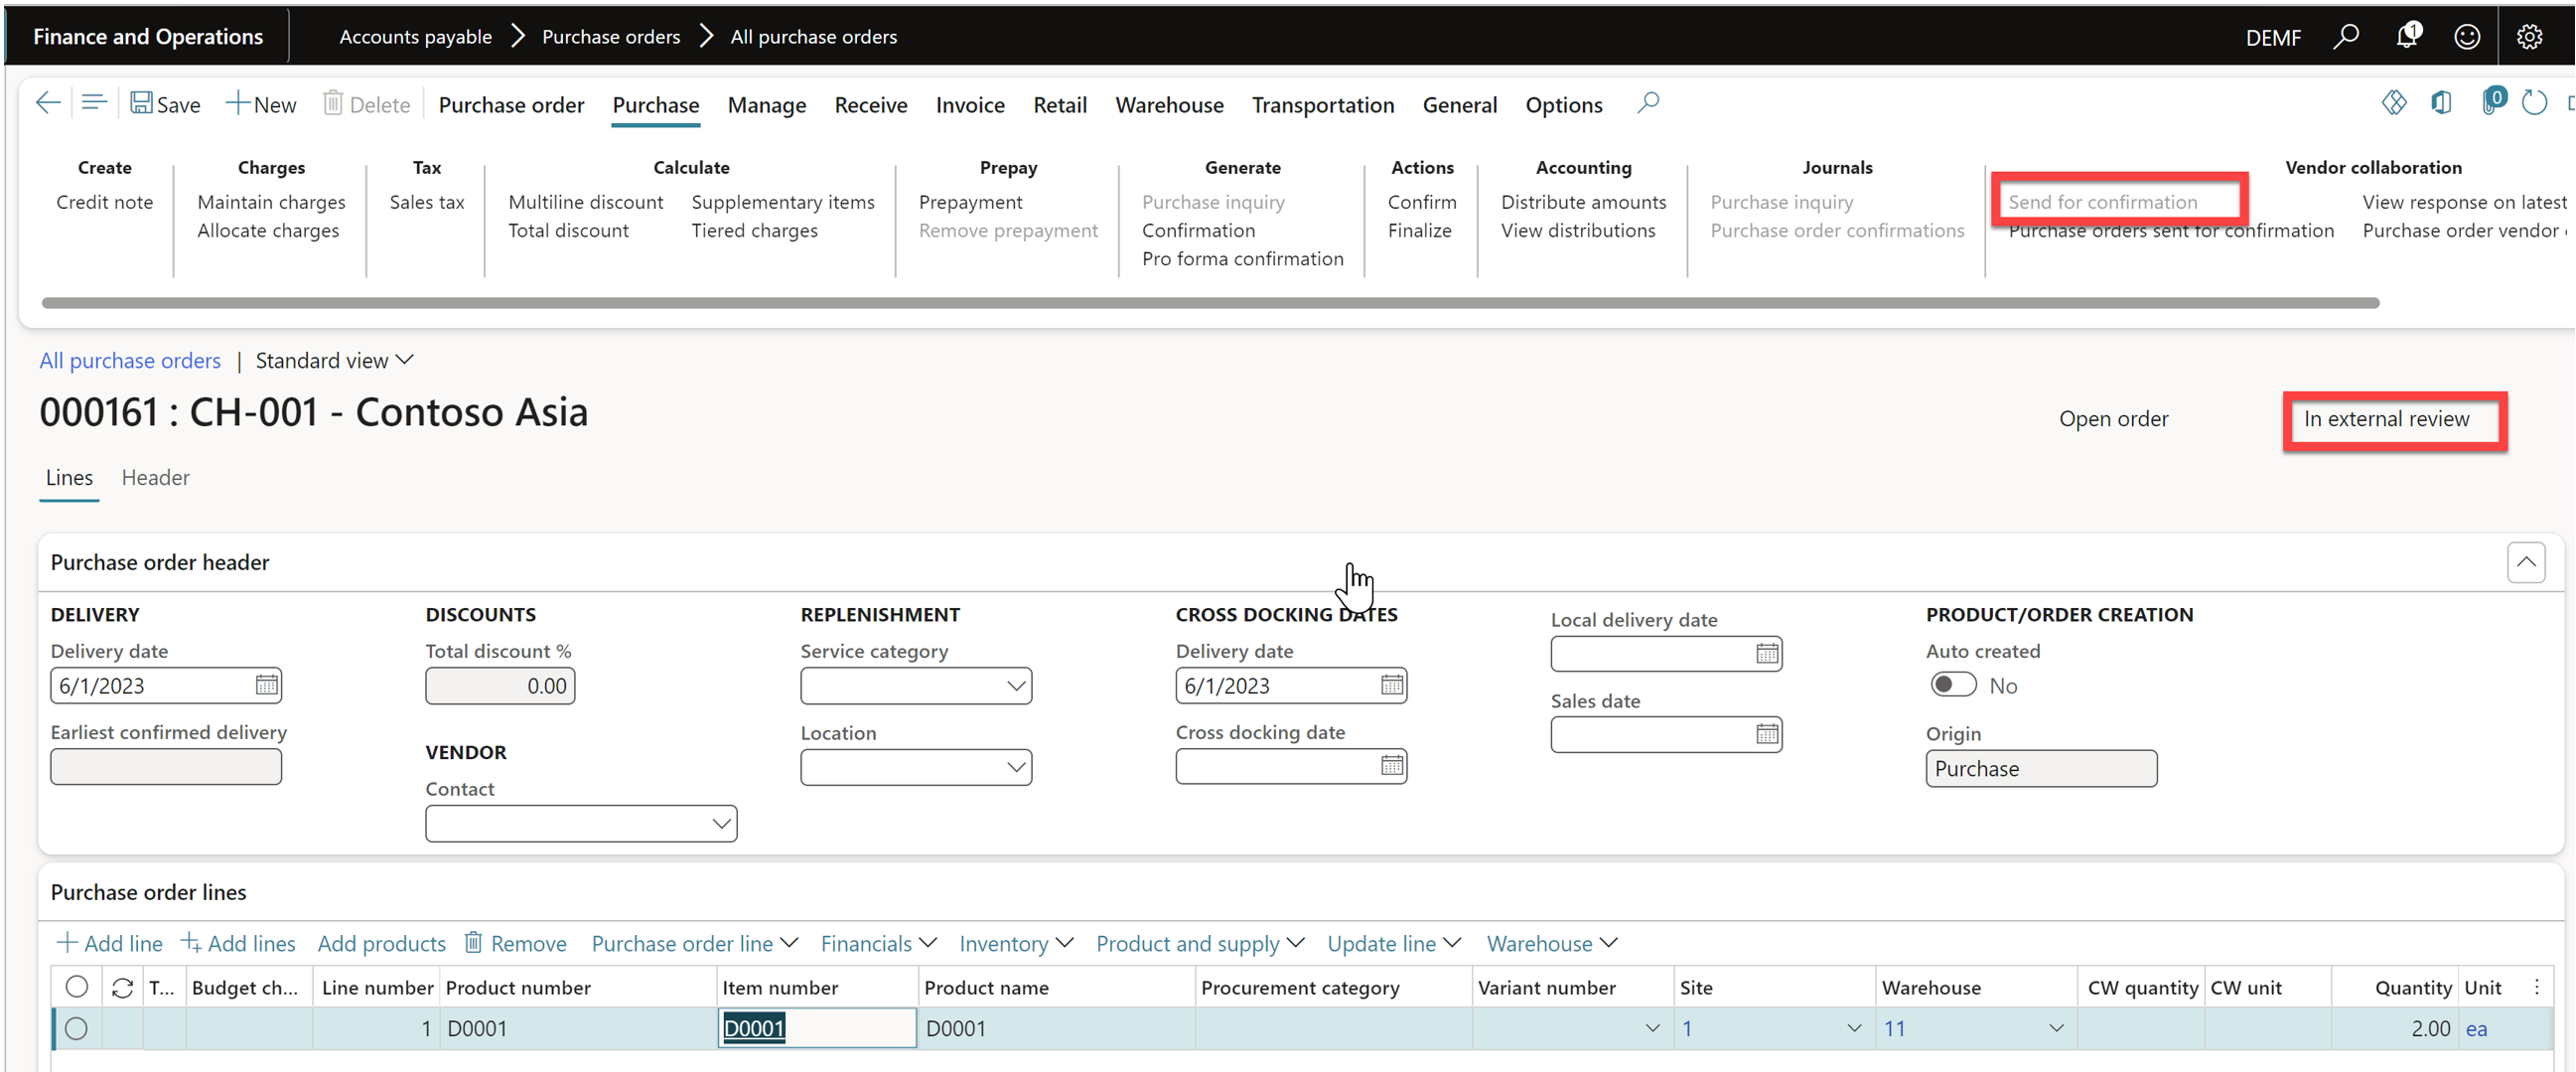 Finance and Operations
Accounts payable > Purchase orders > All purchase orders
DEMF
1
Save New Delete Purchase order Purchase Manage Receive Invoice Retail Warehouse Transportation General Options
0
Create
Credit note
Charges
Maintain charges
Allocate charges
Tax
Sales tax
Calculate
Multiline discount Supplementary items
Total discount Tiered charges
Prepay
Prepayment
Remove prepayment
Generate
Purchase inquiry
Confirmation
Pro forma confirmation
Actions
Confirm
Finalize
Accounting
Distribute amounts
View distributions
Journals
Purchase inquiry
Purchase order confirmations
Vendor collaboration
Send for confirmation View response on latest
Purchase orders sent for confirmation Purchase order vendor
All purchase orders | Standard view
000161 : CH-001 - Contoso Asia
Open order
In external review
Lines Header
Purchase order header
DELIVERY
Delivery date
6/1/2023
Earliest confirmed delivery
DISCOUNTS
Total discount %
0.00
VENDOR
Contact
REPLENISHMENT
Service category
Location
CROSS DOCKING DATES
Delivery date
6/1/2023
Cross docking date
Local delivery date
Sales date
PRODUCT/ORDER CREATION
Auto created
No
Origin
Purchase
Purchase order lines
Add line Add lines Add products Remove Purchase order line Financials Inventory Product and supply Update line Warehouse
T... Budget ch... Line number Product number Item number Product name Procurement category Variant number Site Warehouse CW quantity CW unit Quantity Unit
1 D0001 D0001 D0001 1 11 2.00 ea